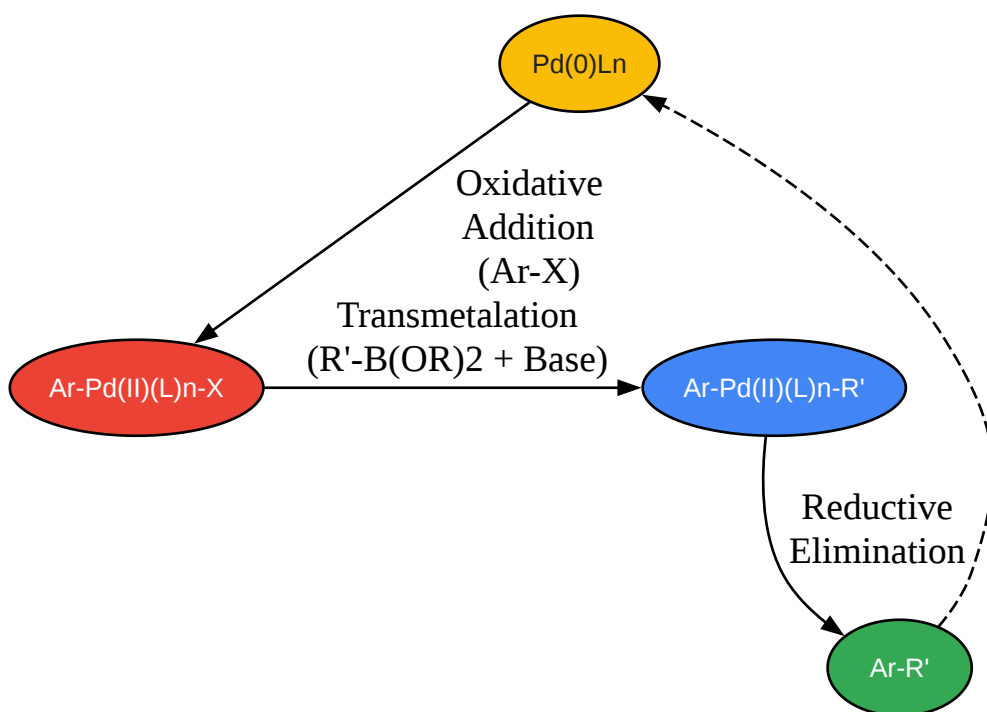 Pd(0)Ln
Oxidative
Addition
(Ar-X)
Transmetalation
(R'-B(OR)2 + Base)
Ar-Pd(II)(L)n-X
Ar-Pd(II)(L)n-R'
Reductive
Elimination
Ar-R'